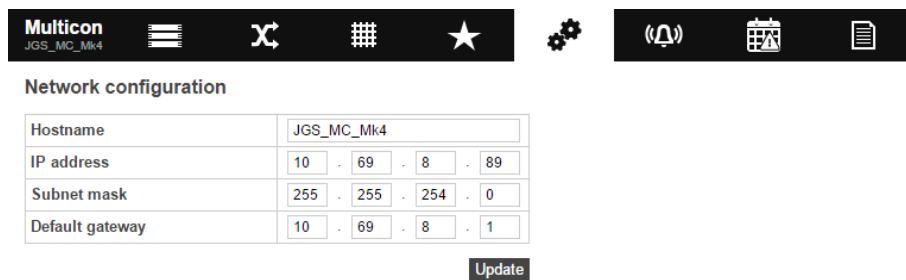 Multicon
JGS_MC_Mk4
Network configuration
Hostname JGS_MC_Mk4
IP address 10 . 69 . 8 . 89
Subnet mask 255 . 255 . 254 . 0
Default gateway 10 . 69 . 8 . 1
Update